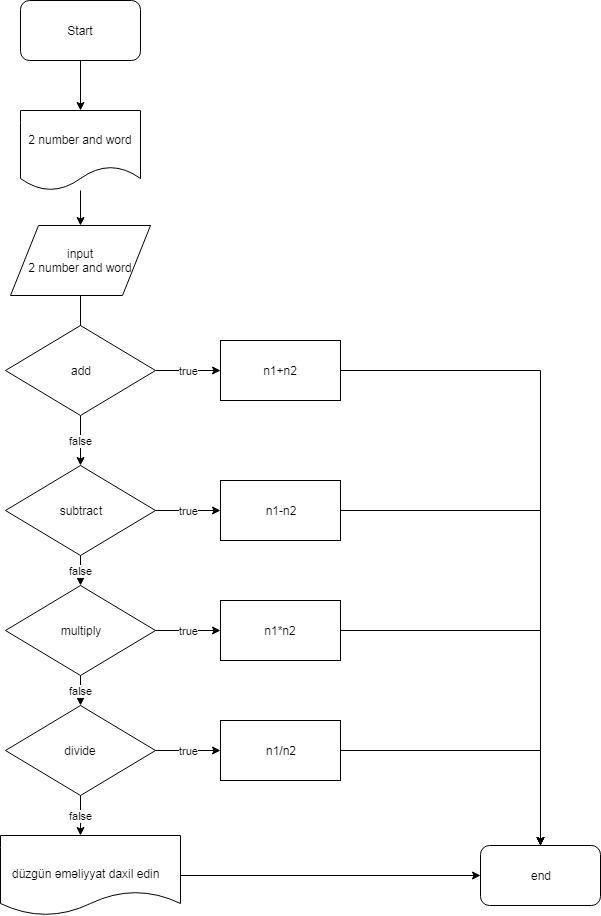 Start
2 number and word
input
2 number and word
add
true
n1+n2
false
subtract
true
n1-n2
false
multiply
true
n1*n2
false
divide
true
n1/n2
false
düzgün əməliyyat daxil edin
end